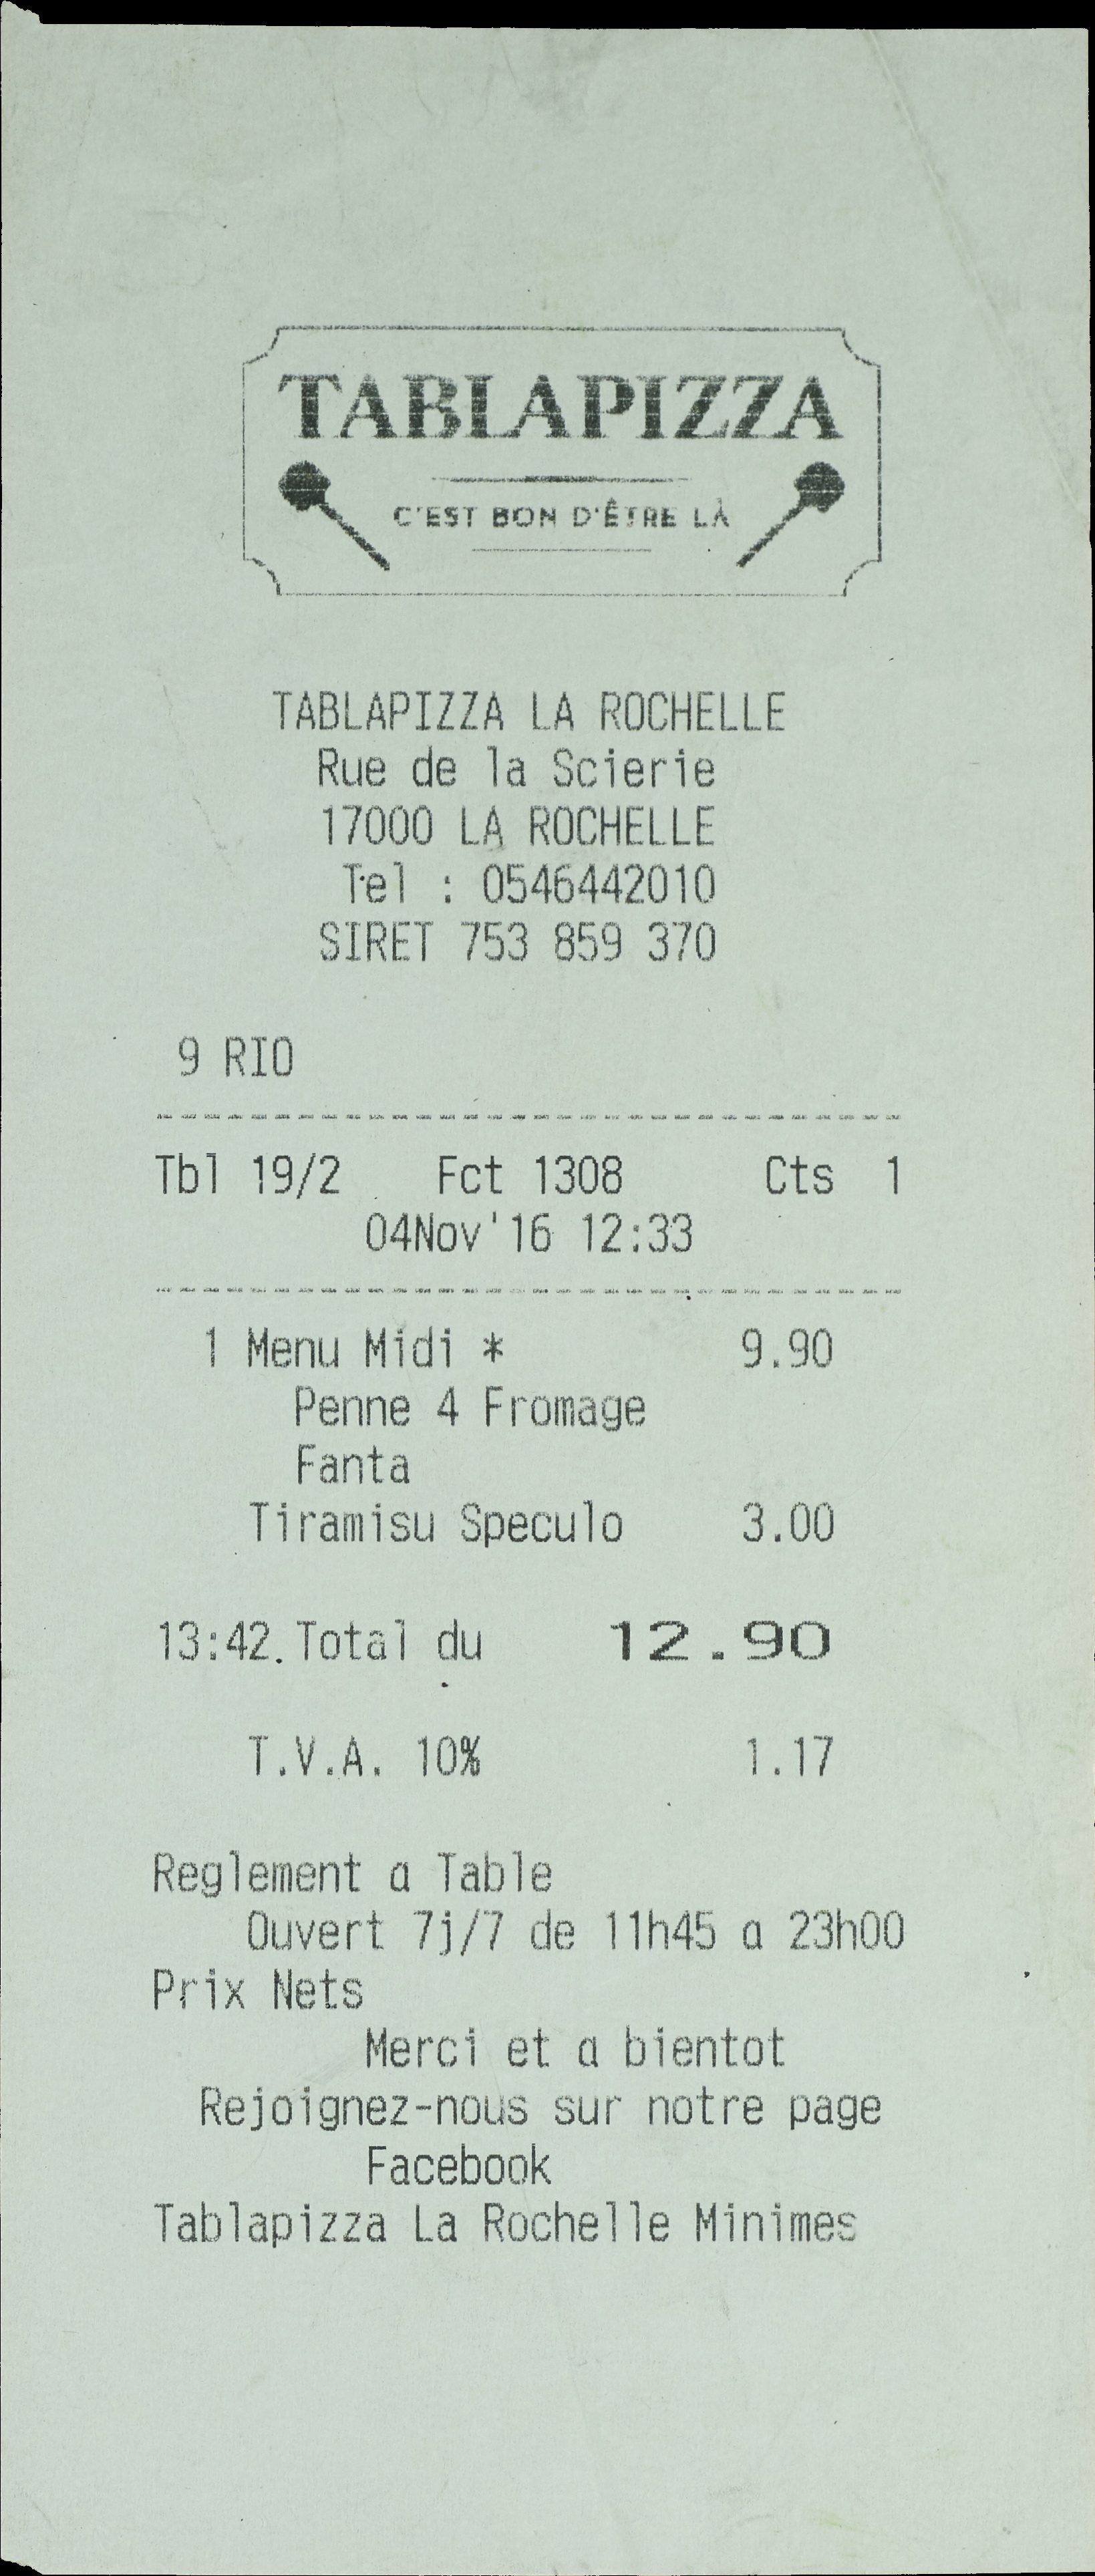 TABLAPIZZA
C'EST BON D'ÊTRE LÀ
TABLAPIZZA LA ROCHELLE
Rue de la Scierie
17000 LA ROCHELLE
Tel : 0546442010
SIRET 753 859 370
9 RIO
Tbl 19/2 Fct 1308 Cts 1
04Nov'16 12:33
1 Menu Midi * 9.90
Penne 4 Fromage
Fanta
Tiramisu Speculo 3.00
13:42 Total du 12.90
T.V.A. 10% 1.17
Reglement a Table
Ouvert 7j/7 de 11h45 a 23h00
Prix Nets
Merci et a bientot
Rejoignez-nous sur notre page
Facebook
Tablapizza La Rochelle Minimes